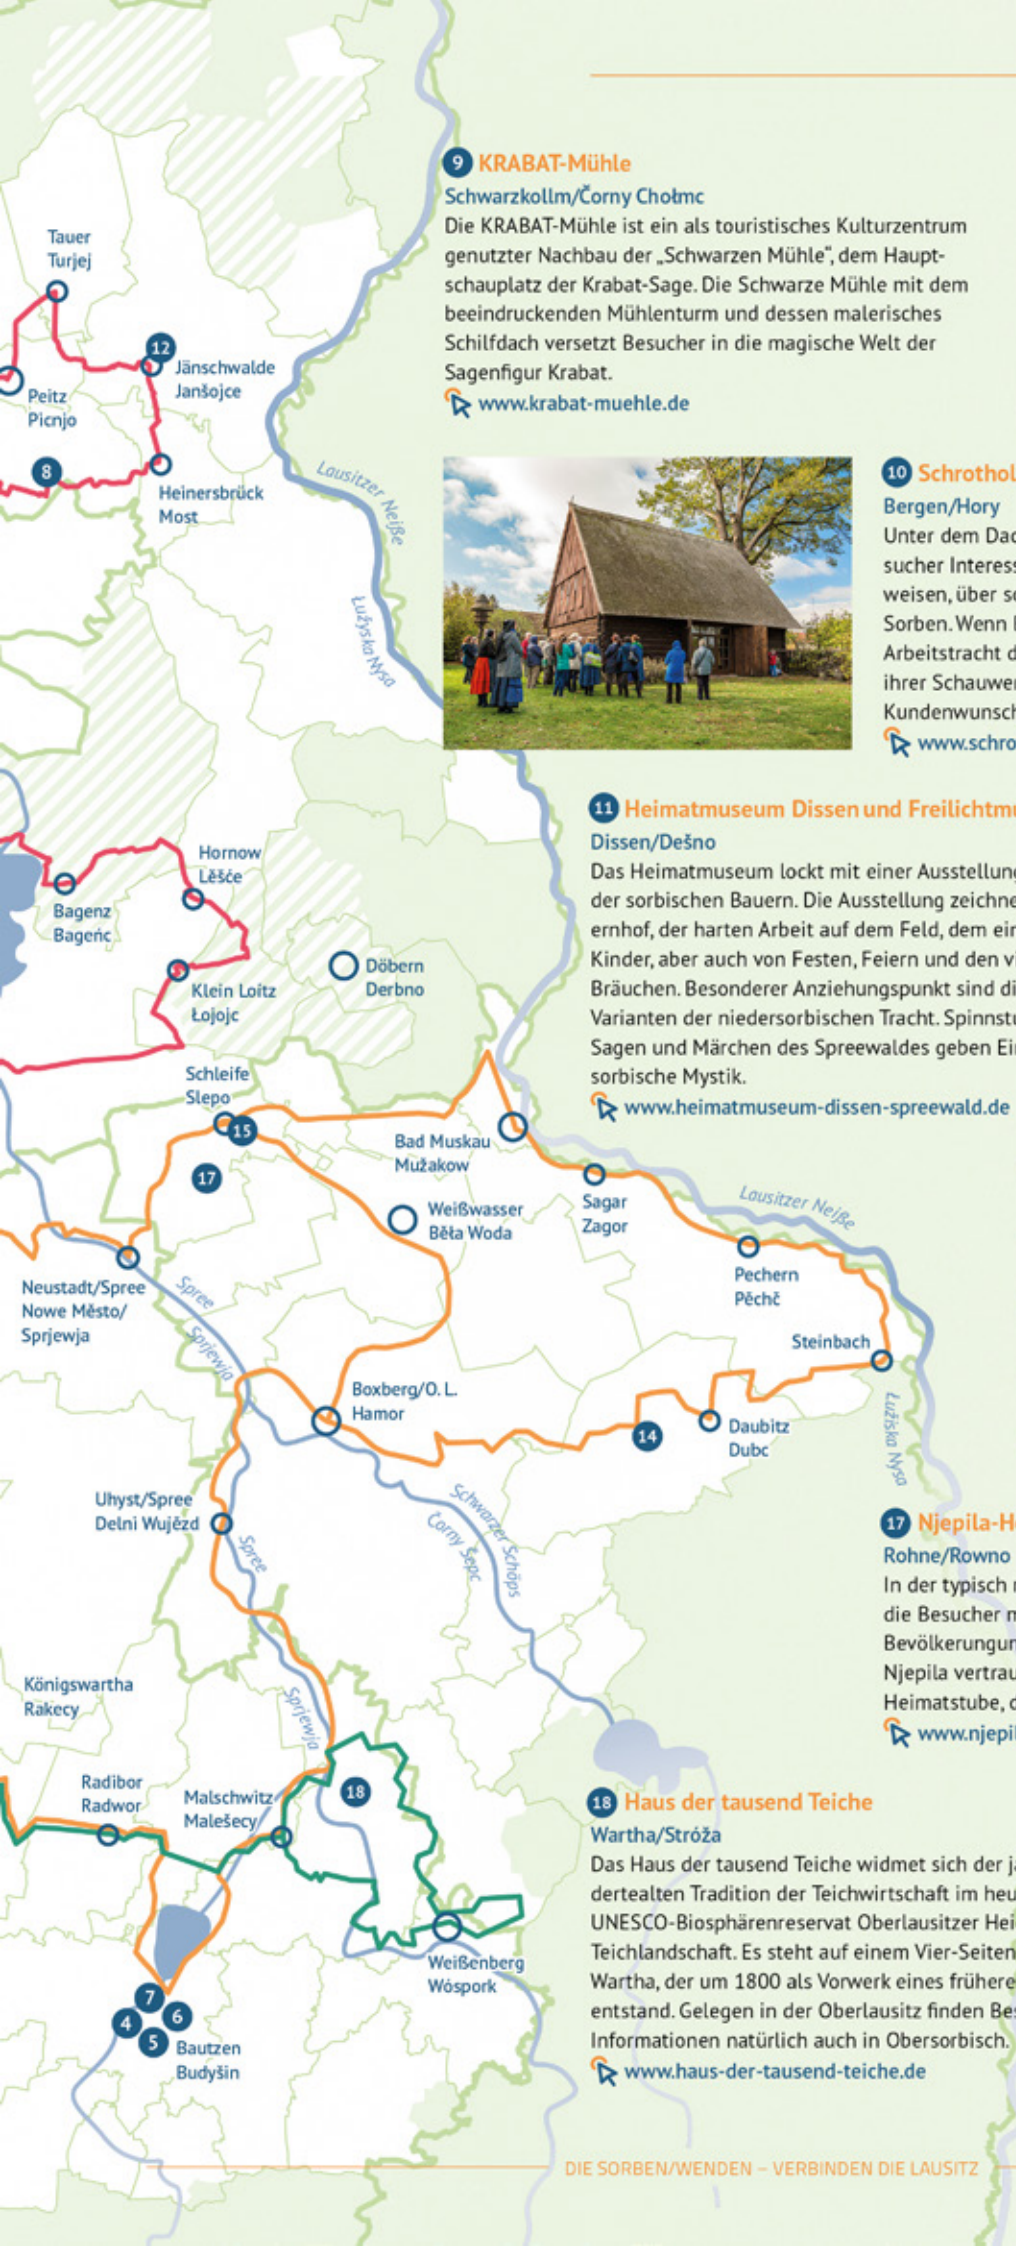 9 KRABAT-Mühle
Schwarzkollm/Čorny Chołmc
Die KRABAT-Mühle ist ein als touristisches Kulturzentrum
genutzter Nachbau der „Schwarzen Mühle“, dem Haupt-
schauplatz der Krabat-Sage. Die Schwarze Mühle mit dem
beeindruckenden Mühlenturm und dessen malerisches
Schilfdach versetzt Besucher in die magische Welt der
Sagenfigur Krabat.
www.krabat-muehle.de
Tauer
Turjej
12
Jänschwalde
Janšojce
Peitz
Picnjo
8
Heinersbrück
Most
Lausitzer Neiße
Łužyska Nysa
10 Schrothol
Bergen/Hory
Unter dem Dac
sucher Interess
weisen, über so
Sorben. Wenn
Arbeitstracht d
ihrer Schauwer
Kundenwunsch
www.schro
11 Heimatmuseum Dissen und Freilichtmu
Dissen/Dešno
Das Heimatmuseum lockt mit einer Ausstellung
der sorbischen Bauern. Die Ausstellung zeichne
ernhof, der harten Arbeit auf dem Feld, dem ein
Kinder, aber auch von Festen, Feiern und den vi
Bräuchen. Besonderer Anziehungspunkt sind di
Varianten der niedersorbischen Tracht. Spinnstu
Sagen und Märchen des Spreewaldes geben Ein
sorbische Mystik.
www.heimatmuseum-dissen-spreewald.de
Hornow
Lěšće
Bagenz
Bageńc
Döbern
Derbno
Klein Loitz
Łojojc
Schleife
Slepo
15
17
Bad Muskau
Mužakow
Weißwasser
Běła Woda
Sagar
Zagor
Lausitzer Neiße
Pechern
Pěchč
Neustadt/Spree
Nowe Město/
Sprjewja
Spree
Sprjewja
Steinbach
Boxberg/O. L.
Hamor
14
Daubitz
Dubc
Łužiska Nysa
Uhyst/Spree
Delni Wujězd
Spree
Schwarzer Schöps
Čorny Šepc
17 Njepila-H
Rohne/Rowno
In der typisch
die Besucher
Bevölkerungun
Njepila vertrau
Heimatstube,
www.njepil
Königswartha
Rakecy
Sprjewja
Radibor
Radwor
Malschwitz
Malešecy
18
18 Haus der tausend Teiche
Wartha/Stróža
Das Haus der tausend Teiche widmet sich der ja
dertealten Tradition der Teichwirtschaft im heu
UNESCO-Biosphärenreservat Oberlausitzer Hei
Teichlandschaft. Es steht auf einem Vier-Seiten
Wartha, der um 1800 als Vorwerk eines frühere
entstand. Gelegen in der Oberlausitz finden Bes
Informationen natürlich auch in Obersorbisch.
www.haus-der-tausend-teiche.de
Weißenberg
Wóspork
7
4
6
5
Bautzen
Budyšin
DIE SORBEN/WENDEN – VERBINDEN DIE LAUSITZ